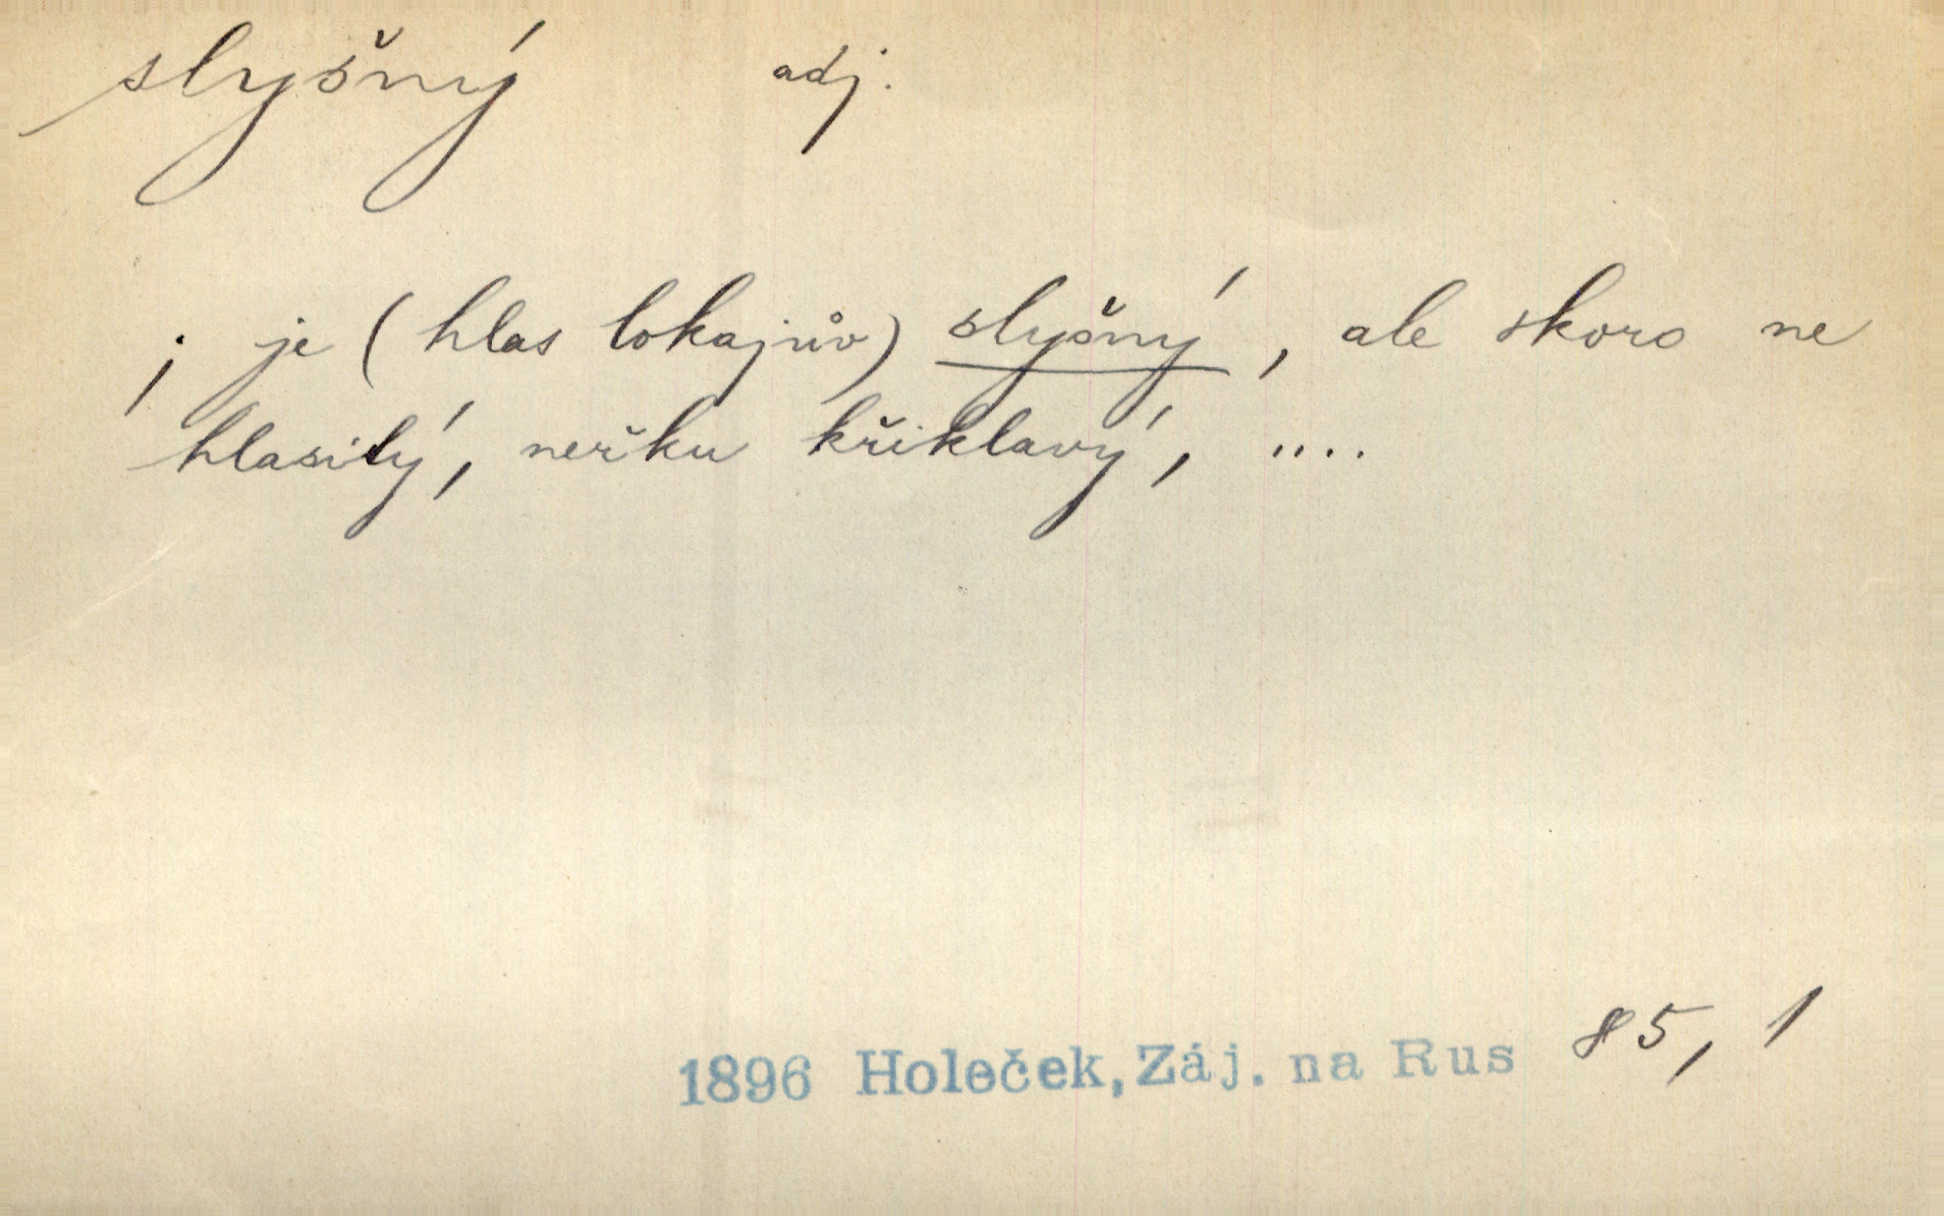 slyšný adj.
; je (hlas lokajův) slyšný, ale skoro ne
hlasitý, neřku křiklavý, ....
1896 Holeček, Záj. na Rus 85, 1